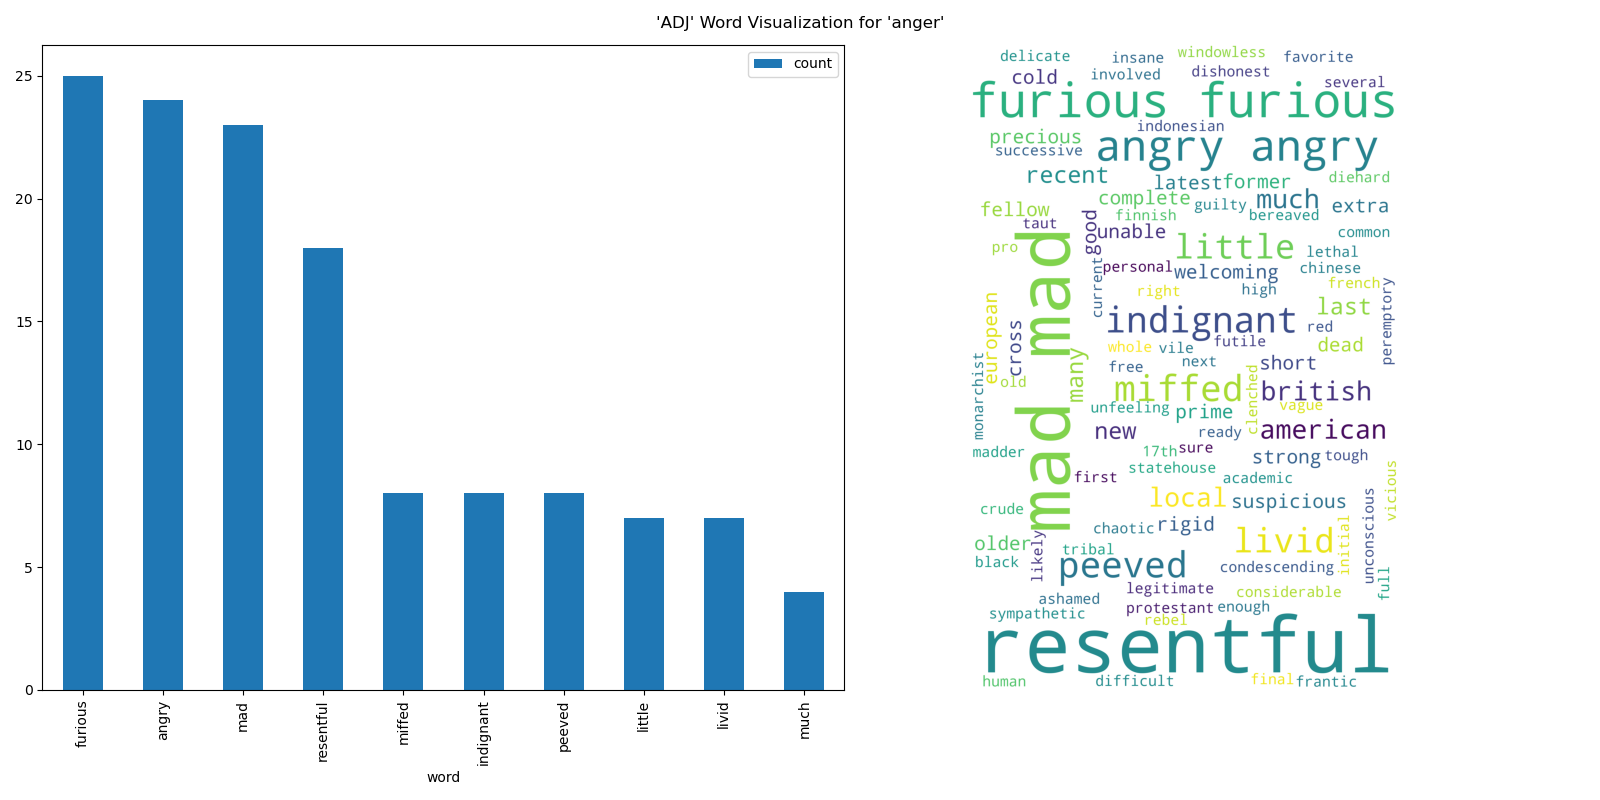 'ADJ' Word Visualization for 'anger'
count
25
20
15
10
5
0
furious
angry
mad
resentful
miffed
indignant
peeved
little
livid
much
word
delicate
insane
windowless
favorite
cold
involved
dishonest
several
furious furious
indonesian
precious
successive
angry angry
recent
latest
former
diehard
complete
guilty
much
extra
fellow
finnish
bereaved
taut
good
unable
common
pro
little
lethal
personal
welcoming
chinese
current
right
high
french
peremptory
european
last
indignant
red
cross
mad mad
whole
vile
futile
dead
many
free
next
short
old
monarchist
miffed
clenched
british
unfeeling
prime
vague
new
ready
american
madder
17th
sure
strong
tough
statehouse
first
academic
vicious
local
suspicious
crude
chaotic
rigid
unconscious
older
likely
tribal
livid
initial
black
peeved
condescending
full
legitimate
considerable
ashamed
protestant
enough
sympathetic
rebel
resentful
human
difficult
final
frantic